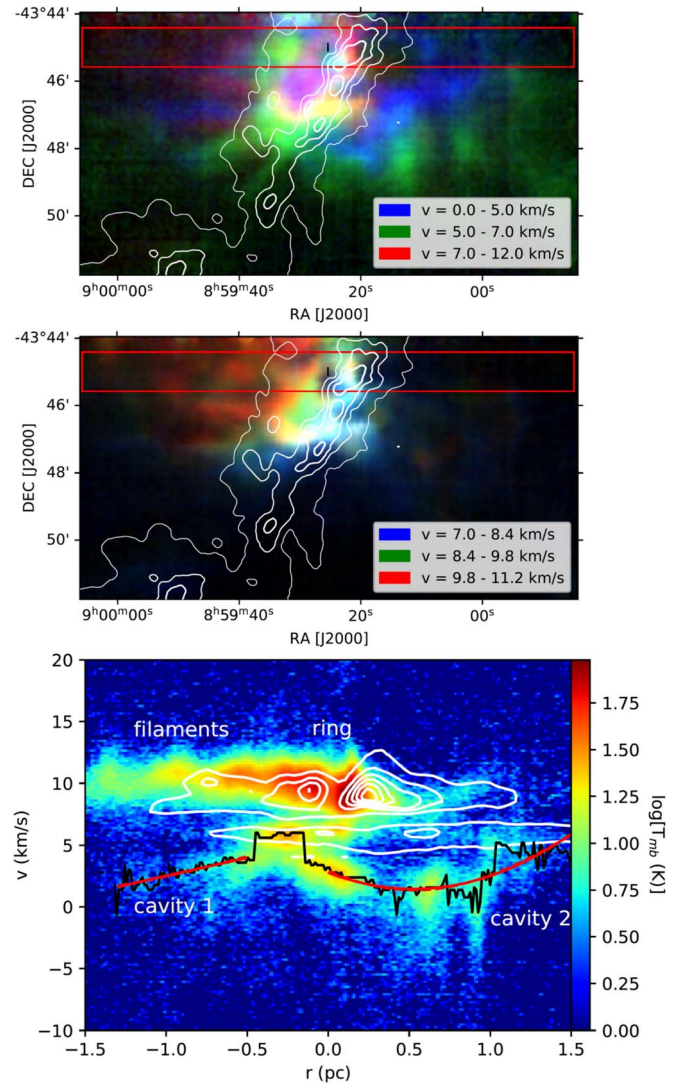 -43°44'
46'
48'
50'
DEC [J2000]
v = 0.0 - 5.0 km/s
v = 5.0 - 7.0 km/s
v = 7.0 - 12.0 km/s
9ʰ00ᵐ00ˢ 8ʰ59ᵐ40ˢ 20ˢ 00ˢ
RA [J2000]
-43°44'
46'
48'
50'
DEC [J2000]
v = 7.0 - 8.4 km/s
v = 8.4 - 9.8 km/s
v = 9.8 - 11.2 km/s
9ʰ00ᵐ00ˢ 8ʰ59ᵐ40ˢ 20ˢ 00ˢ
RA [J2000]
20
15
10
5
0
−5
−10
v (km/s)
filaments ring
cavity 1
cavity 2
−1.5 −1.0 −0.5 0.0 0.5 1.0 1.5
r (pc)
1.75
1.50
1.25
1.00
0.75
0.50
0.25
0.00
log[T_mb (K)]